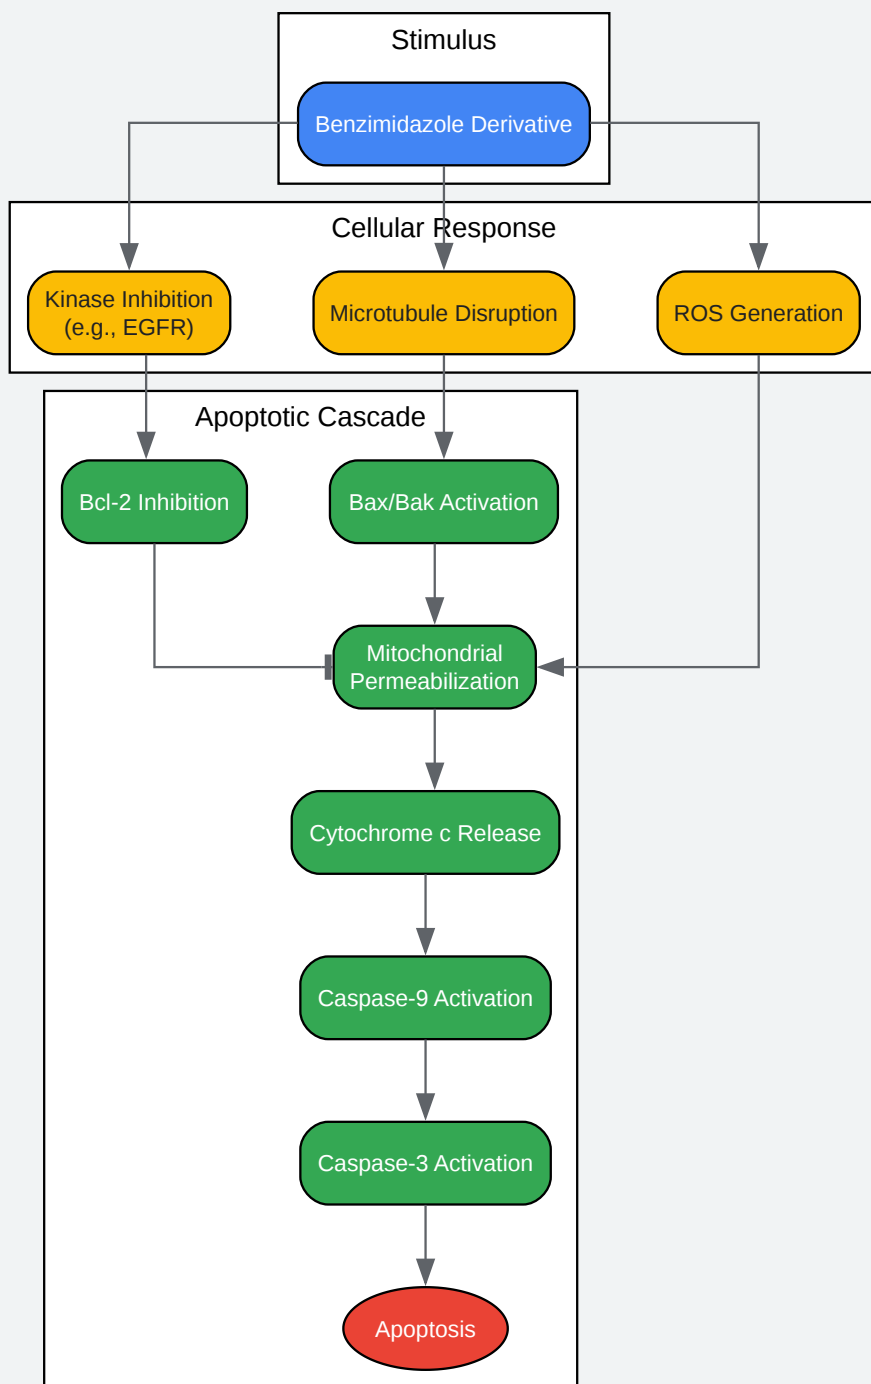 Stimulus
Benzimidazole Derivative
Cellular Response
Kinase Inhibition
(e.g., EGFR)
Microtubule Disruption
ROS Generation
Apoptotic Cascade
Bcl-2 Inhibition
Bax/Bak Activation
Mitochondrial
Permeabilization
Cytochrome c Release
Caspase-9 Activation
Caspase-3 Activation
Apoptosis